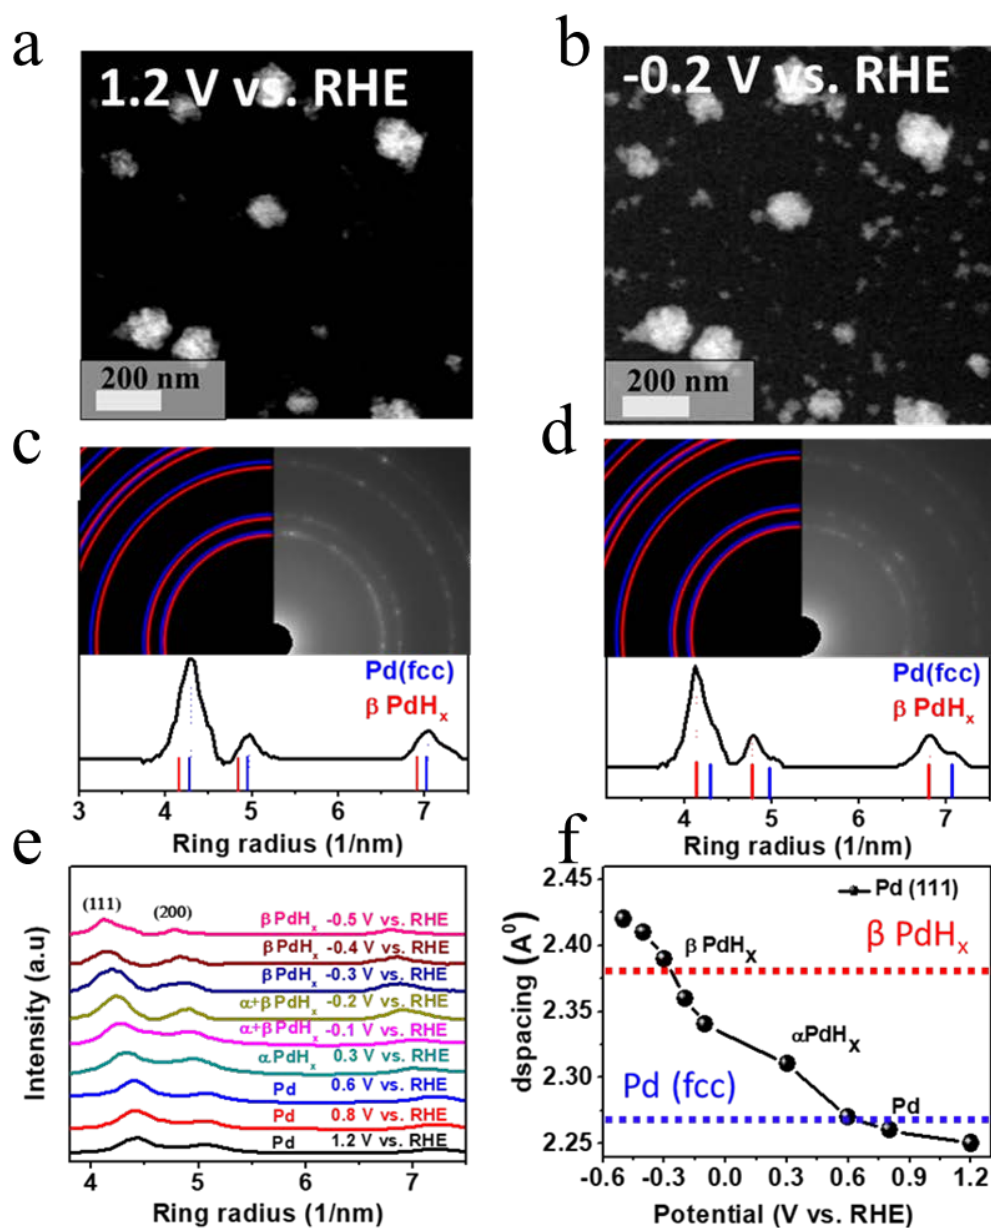 a
1.2 V vs. RHE
200 nm
b
-0.2 V vs. RHE
200 nm
c
Pd(fcc)
β PdHx
3 4 5 6 7
Ring radius (1/nm)
d
Pd(fcc)
β PdHx
4 5 6 7
Ring radius (1/nm)
e
Intensity (a.u)
(111) (200)
β PdHx -0.5 V vs. RHE
β PdHx -0.4 V vs. RHE
β PdHx -0.3 V vs. RHE
α+β PdHx -0.2 V vs. RHE
α+β PdHx -0.1 V vs. RHE
α PdHx 0.3 V vs. RHE
Pd 0.6 V vs. RHE
Pd 0.8 V vs. RHE
Pd 1.2 V vs. RHE
4 5 6 7
Ring radius (1/nm)
f
dspacing (A⁰)
2.45
2.40
2.35
2.30
2.25
Pd (111)
β PdHx
β PdHx
αPdHx
Pd (fcc)
Pd
-0.6 -0.3 0.0 0.3 0.6 0.9 1.2
Potential (V vs. RHE)